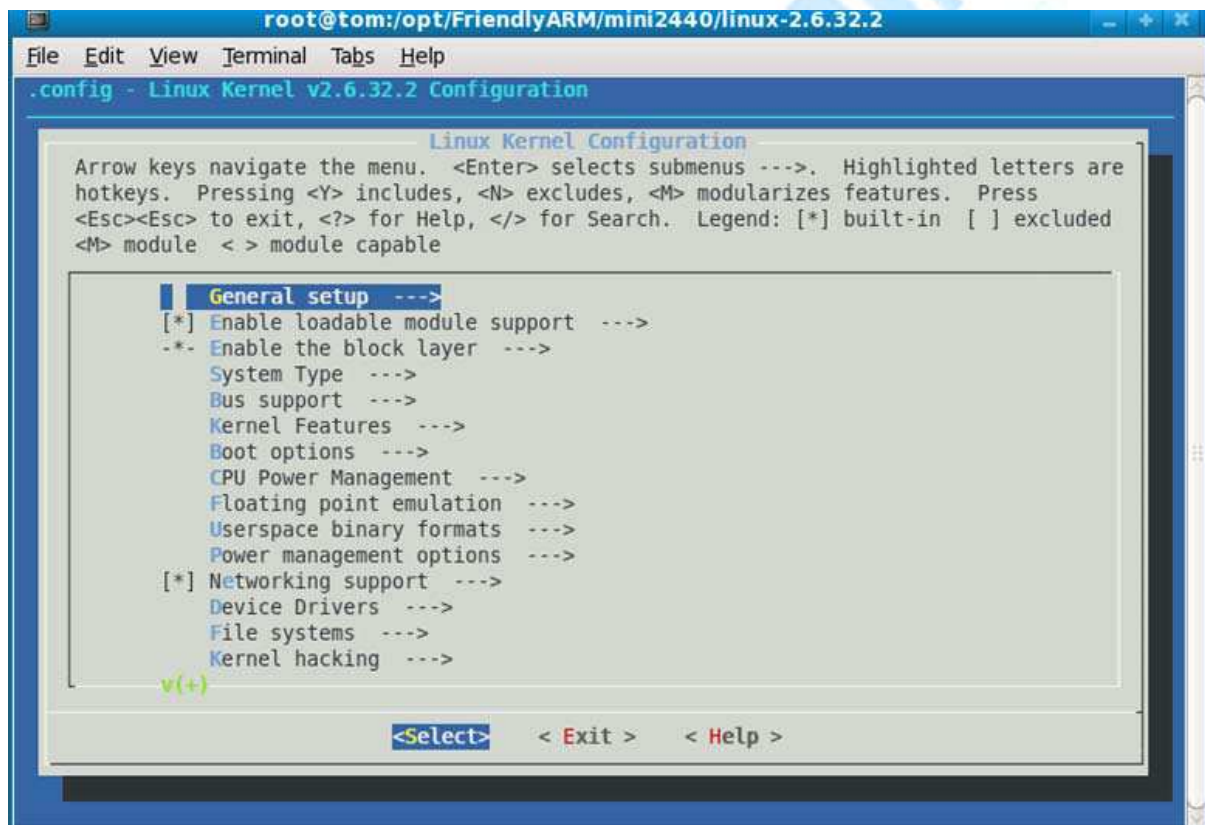 root@tom:/opt/FriendlyARM/mini2440/linux-2.6.32.2
File Edit View Terminal Tabs Help
.config - Linux Kernel v2.6.32.2 Configuration
Linux Kernel Configuration
Arrow keys navigate the menu. <Enter> selects submenus --->. Highlighted letters are
hotkeys. Pressing <Y> includes, <N> excludes, <M> modularizes features. Press
<Esc><Esc> to exit, <?> for Help, </> for Search. Legend: [*] built-in [ ] excluded
<M> module < > module capable
General setup --->
[*] Enable loadable module support --->
-*- Enable the block layer --->
System Type --->
Bus support --->
Kernel Features --->
Boot options --->
CPU Power Management --->
Floating point emulation --->
Userspace binary formats --->
Power management options --->
[*] Networking support --->
Device Drivers --->
File systems --->
Kernel hacking --->
v(+)
<Select> < Exit > < Help >